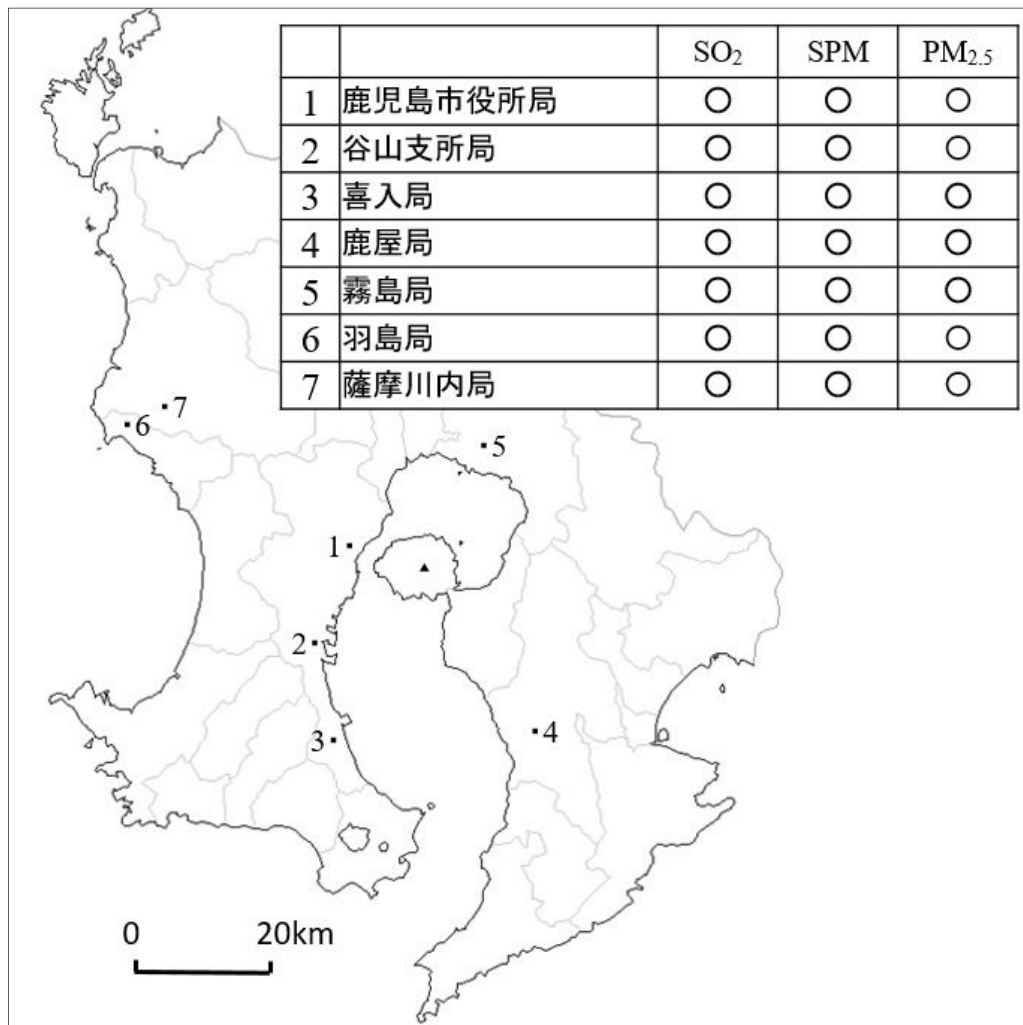 SO2 SPM PM2.5
1 鹿児島市役所局 ○ ○ ○
2 谷山支所局 ○ ○ ○
3 喜入局 ○ ○ ○
4 鹿屋局 ○ ○ ○
5 霧島局 ○ ○ ○
6 羽島局 ○ ○ ○
7 薩摩川内局 ○ ○ ○
7
6
5
1
2
4
3
0 20km